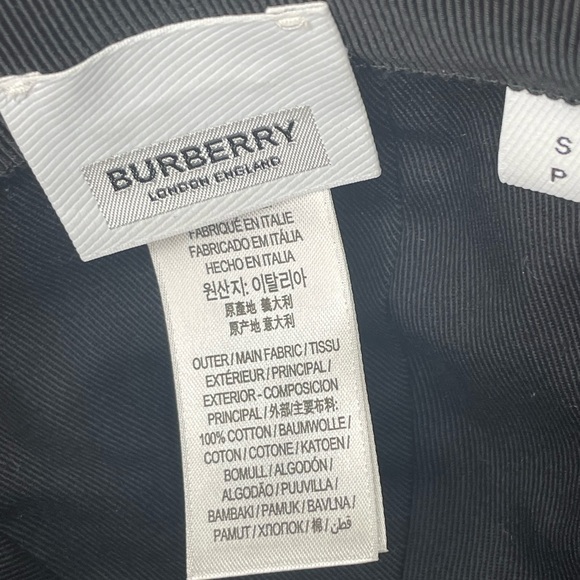 BURBERRY
LONDON ENGLAND
S
P
FABRIQUÉ EN ITALIE
FABRICADO EM ITÁLIA
HECHO EN ITALIA
원산지: 이탈리아
原產地 義大利
原产地 意大利
OUTER / MAIN FABRIC / TISSU
EXTÉRIEUR / PRINCIPAL /
EXTERIOR - COMPOSICION
PRINCIPAL / 外部/主要布料:
100% COTTON / BAUMWOLLE /
COTON / COTONE / KATOEN /
BOMULL / ALGODÓN /
ALGODÃO / PUUVILLA /
BAMBAKI / PAMUK / BAVLNA /
PAMUT / ХЛОПОК / 棉 / قطن /